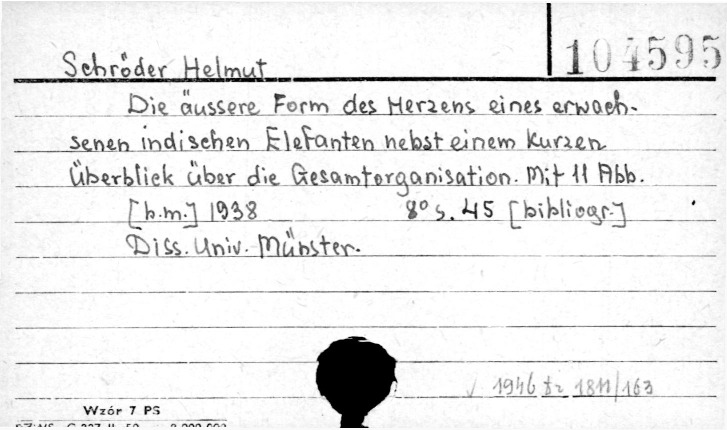 104595
Schröder Helmut
Die äussere Form des Herzens eines erwach-
senen indischen Elefanten nebst einem kurzen
Überblick über die Gesamtorganisation. Mit 11 Abb.
[b.m.] 1938 8° s. 45 [bibliogr.]
Diss. Univ. Münster.
1946 1811/163
Wzór 7 PS